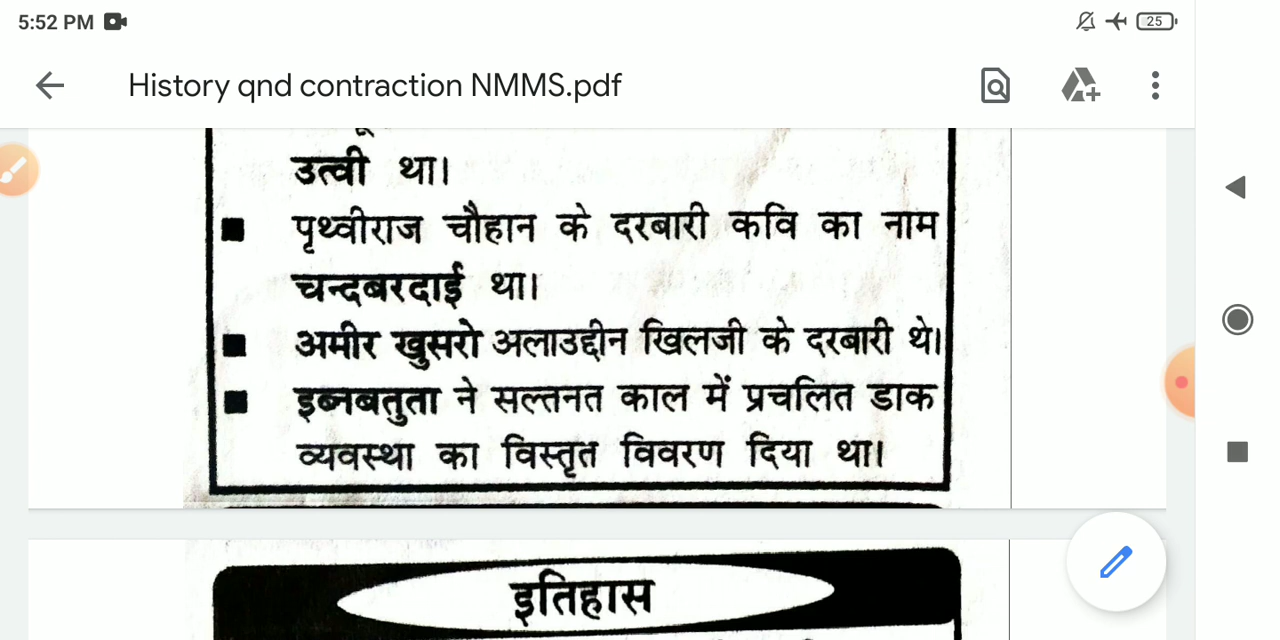 5:52 PM
25
History qnd contraction NMMS.pdf
उत्वी था।
■ पृथ्वीराज चौहान के दरबारी कवि का नाम
चन्दबरदाई था।
■ अमीर खुसरो अलाउद्दीन खिलजी के दरबारी थे।
■ इब्नबतुता ने सल्तनत काल में प्रचलित डाक
व्यवस्था का विस्तृत विवरण दिया था।
इतिहास